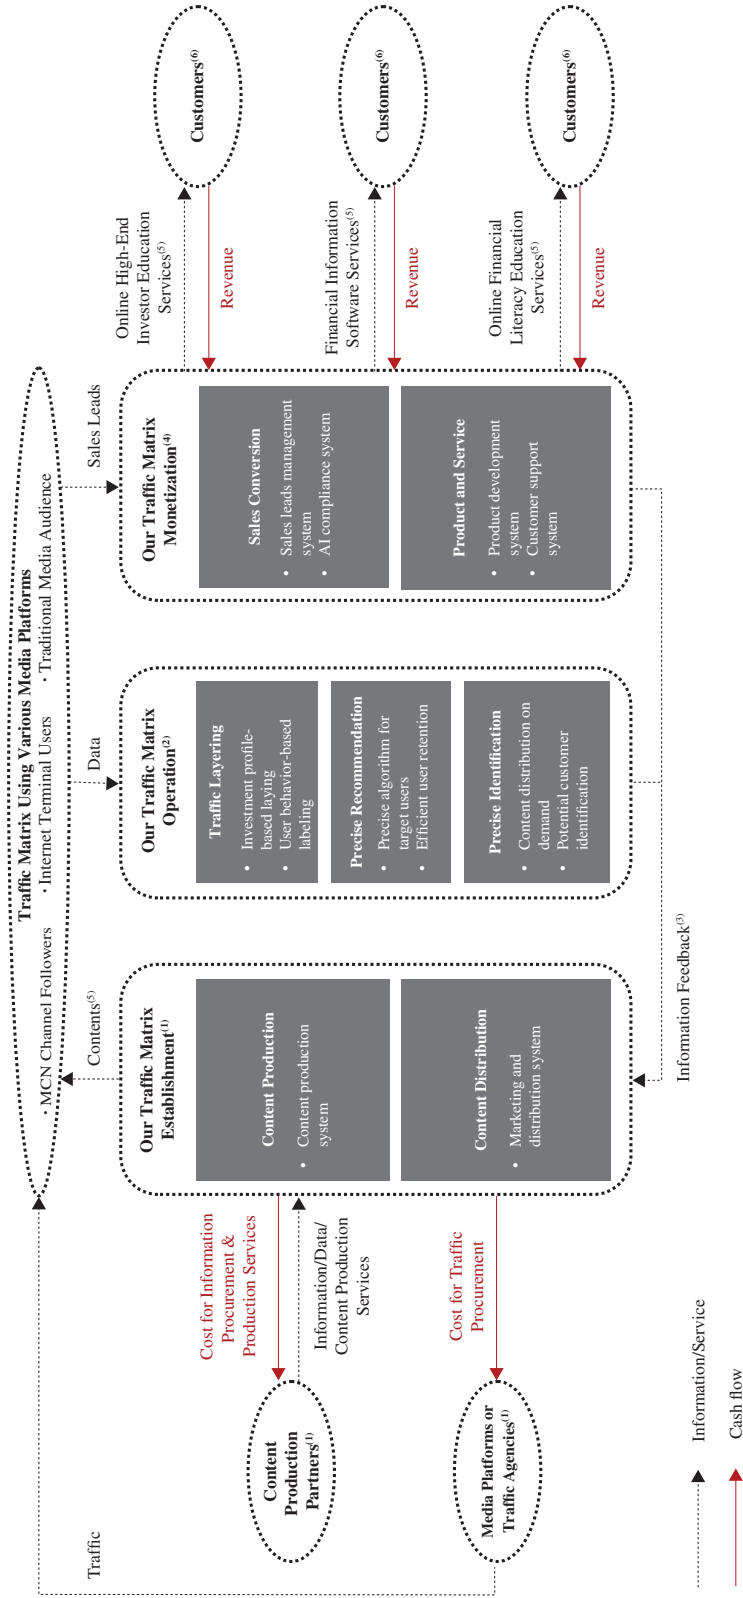 Traffic Matrix Using Various Media Platforms
• MCN Channel Followers
• Internet Terminal Users
• Traditional Media Audience
Traffic
Contents(5)
Data
Sales Leads
Content
Production
Partners(1)
Cost for Information
Procurement &
Production Services
Information/Data/
Content Production
Services
Media Platforms or
Traffic Agencies(1)
Cost for Traffic
Procurement
Our Traffic Matrix
Establishment(1)
Content Production
• Content production
system
Content Distribution
• Marketing and
distribution system
Our Traffic Matrix
Operation(2)
Traffic Layering
• Investment profile-
based laying
• User behavior-based
labeling
Precise Recommendation
• Precise algorithm for
target users
• Efficient user retention
Precise Identification
• Content distribution on
demand
• Potential customer
identification
Our Traffic Matrix
Monetization(4)
Sales Conversion
• Sales leads management
system
• AI compliance system
Product and Service
• Product development
system
• Customer support
system
Online High-End
Investor Education
Services(5)
Revenue
Customers(6)
Financial Information
Software Services(5)
Revenue
Customers(6)
Online Financial
Literacy Education
Services(5)
Revenue
Customers(6)
Information Feedback(3)
Information/Service
Cash flow